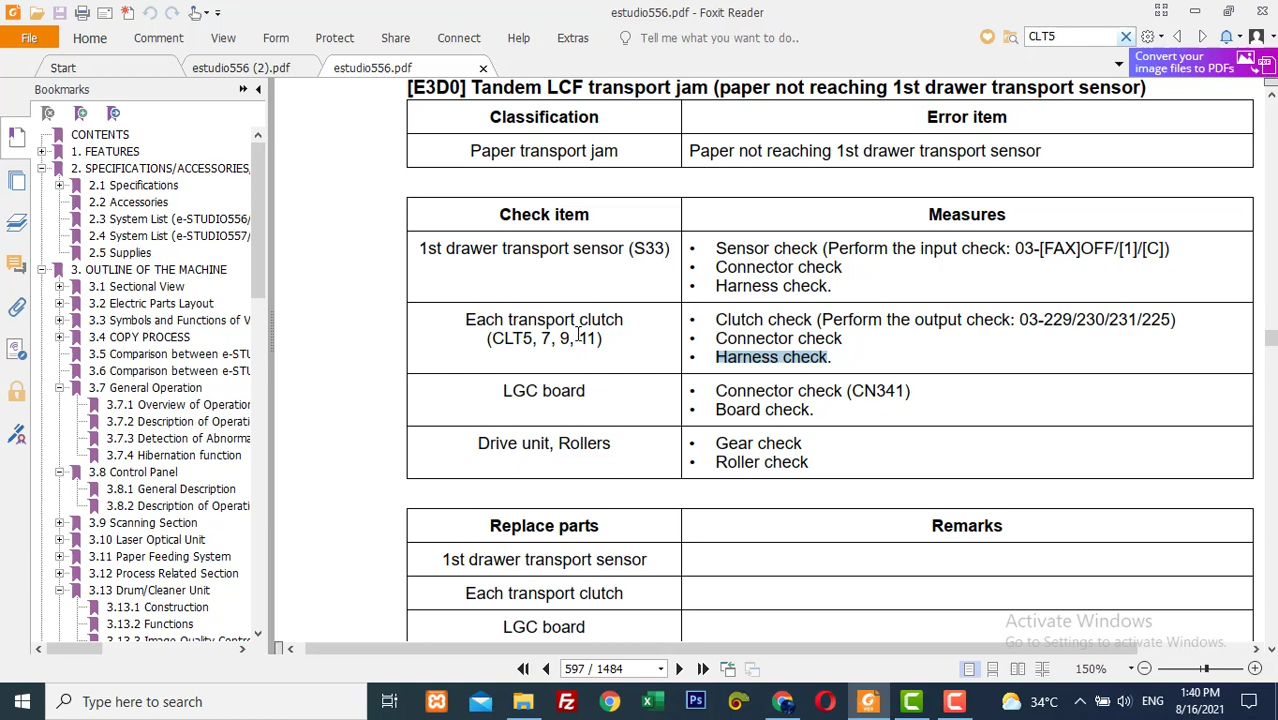 estudio556.pdf - Foxit Reader
File
Home
Comment
View
Form
Protect
Share
Connect
Help
Extras
Tell me what you want to do..
CLT5
Start
estudio556 (2).pdf
estudio556.pdf
Convert your
image files to PDFs
Bookmarks
CONTENTS
1. FEATURES
2. SPECIFICATIONS/ACCESSORIES,
2.1 Specifications
2.2 Accessories
2.3 System List (e-STUDIO556/
2.4 System List (e-STUDIO557/
2.5 Supplies
3. OUTLINE OF THE MACHINE
3.1 Sectional View
3.2 Electric Parts Layout
3.3 Symbols and Functions of V
3.4 COPY PROCESS
3.5 Comparison between e-STU
3.6 Comparison between e-STU
3.7 General Operation
3.7.1 Overview of Operation
3.7.2 Description of Operati
3.7.3 Detection of Abnorma
3.7.4 Hibernation function
3.8 Control Panel
3.8.1 General Description
3.8.2 Description of Operati
3.9 Scanning Section
3.10 Laser Optical Unit
3.11 Paper Feeding System
3.12 Process Related Section
3.13 Drum/Cleaner Unit
3.13.1 Construction
3.13.2 Functions
3.13.3 Image Quality Contr
[E3D0] Tandem LCF transport jam (paper not reaching 1st drawer transport sensor)
Classification
Error item
Paper transport jam
Paper not reaching 1st drawer transport sensor
Check item
Measures
1st drawer transport sensor (S33)
• Sensor check (Perform the input check: 03-[FAX]OFF/[1]/[C])
• Connector check
• Harness check.
Each transport clutch
(CLT5, 7, 9, 11)
• Clutch check (Perform the output check: 03-229/230/231/225)
• Connector check
• Harness check.
LGC board
• Connector check (CN341)
• Board check.
Drive unit, Rollers
• Gear check
• Roller check
Replace parts
Remarks
1st drawer transport sensor
Each transport clutch
LGC board
Activate Windows
Go to Settings to activate Windows.
597 / 1484
150%
Type here to search
34°C
ENG
1:40 PM
8/16/2021